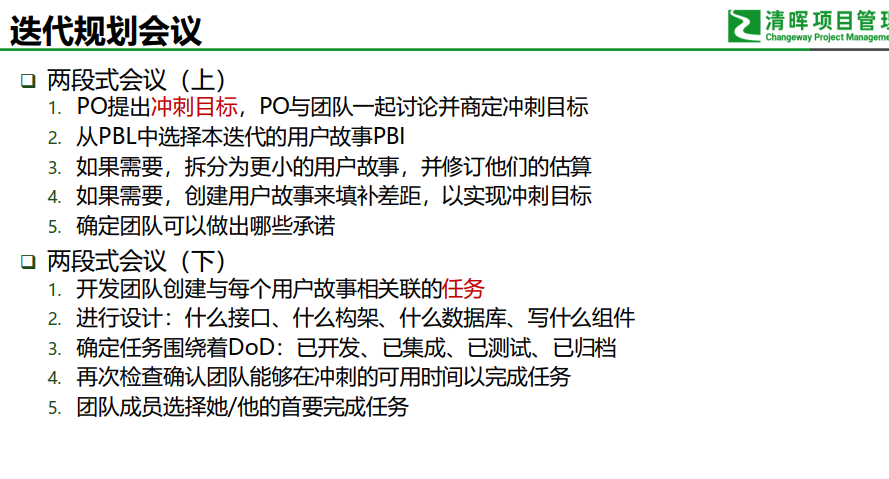 迭代规划会议
清晖项目管理
Changeway Project Manageme
❑ 两段式会议（上）
1. PO提出冲刺目标，PO与团队一起讨论并商定冲刺目标
2. 从PBL中选择本迭代的用户故事PBI
3. 如果需要，拆分为更小的用户故事，并修订他们的估算
4. 如果需要，创建用户故事来填补差距，以实现冲刺目标
5. 确定团队可以做出哪些承诺
❑ 两段式会议（下）
1. 开发团队创建与每个用户故事相关联的任务
2. 进行设计：什么接口、什么构架、什么数据库、写什么组件
3. 确定任务围绕着DoD：已开发、已集成、已测试、已归档
4. 再次检查确认团队能够在冲刺的可用时间以完成任务
5. 团队成员选择她/他的首要完成任务